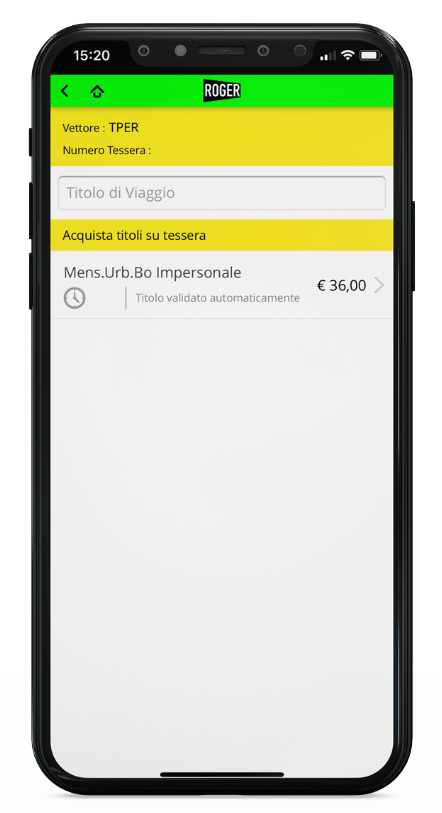 15:20
ROGER
Vettore : TPER
Numero Tessera :
Titolo di Viaggio
Acquista titoli su tessera
Mens.Urb.Bo Impersonale
€ 36,00
Titolo validato automaticamente